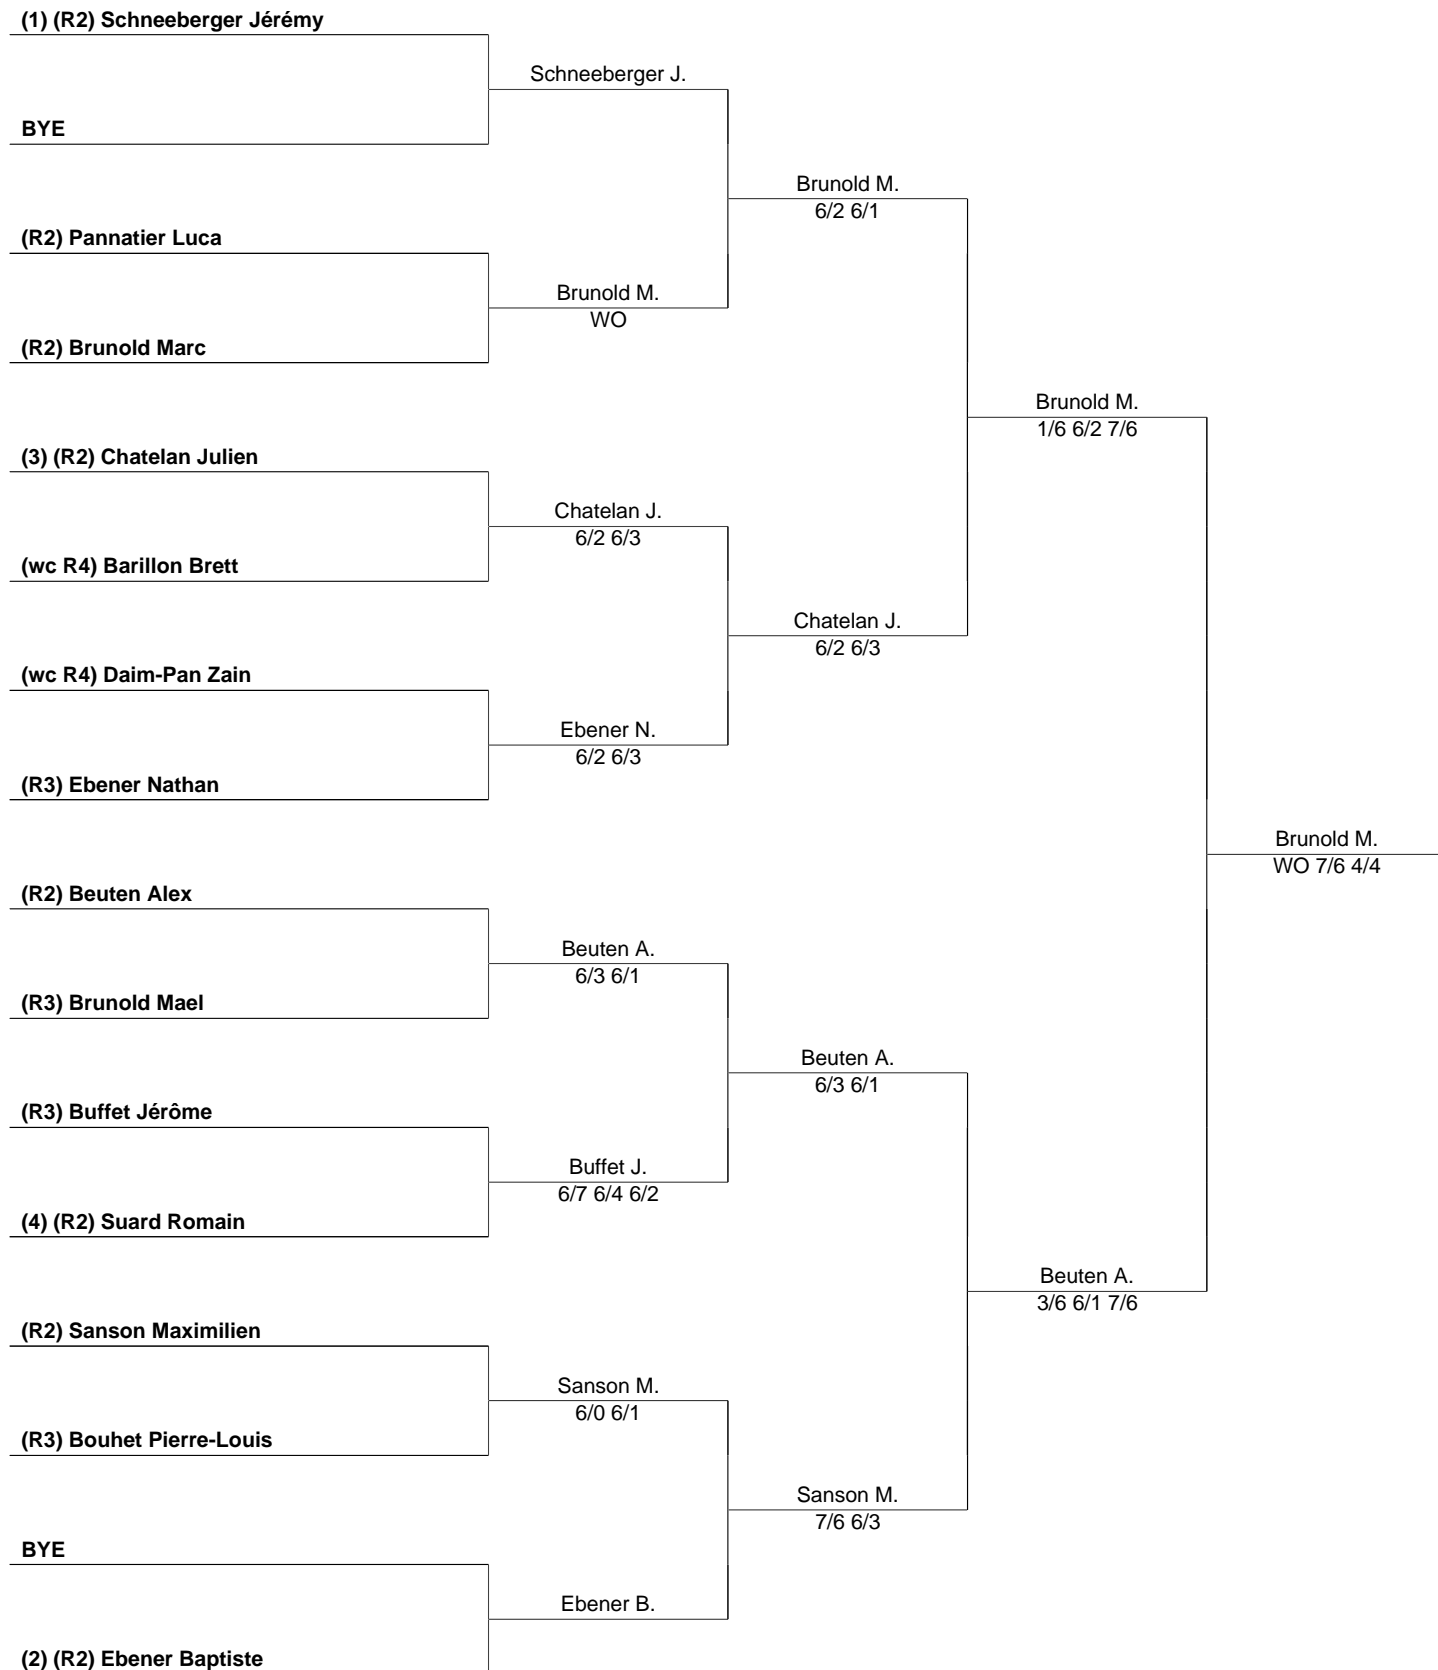 (1) (R2) Schneeberger Jérémy
Schneeberger J.
BYE
Brunold M.
6/2 6/1
(R2) Pannatier Luca
Brunold M.
WO
(R2) Brunold Marc
Brunold M.
1/6 6/2 7/6
(3) (R2) Chatelan Julien
Chatelan J.
6/2 6/3
(wc R4) Barillon Brett
Chatelan J.
6/2 6/3
(wc R4) Daim-Pan Zain
Ebener N.
6/2 6/3
(R3) Ebener Nathan
Brunold M.
WO 7/6 4/4
(R2) Beuten Alex
Beuten A.
6/3 6/1
(R3) Brunold Mael
Beuten A.
6/3 6/1
(R3) Buffet Jérôme
Buffet J.
6/7 6/4 6/2
(4) (R2) Suard Romain
Beuten A.
3/6 6/1 7/6
(R2) Sanson Maximilien
Sanson M.
6/0 6/1
(R3) Bouhet Pierre-Louis
Sanson M.
7/6 6/3
BYE
Ebener B.
(2) (R2) Ebener Baptiste